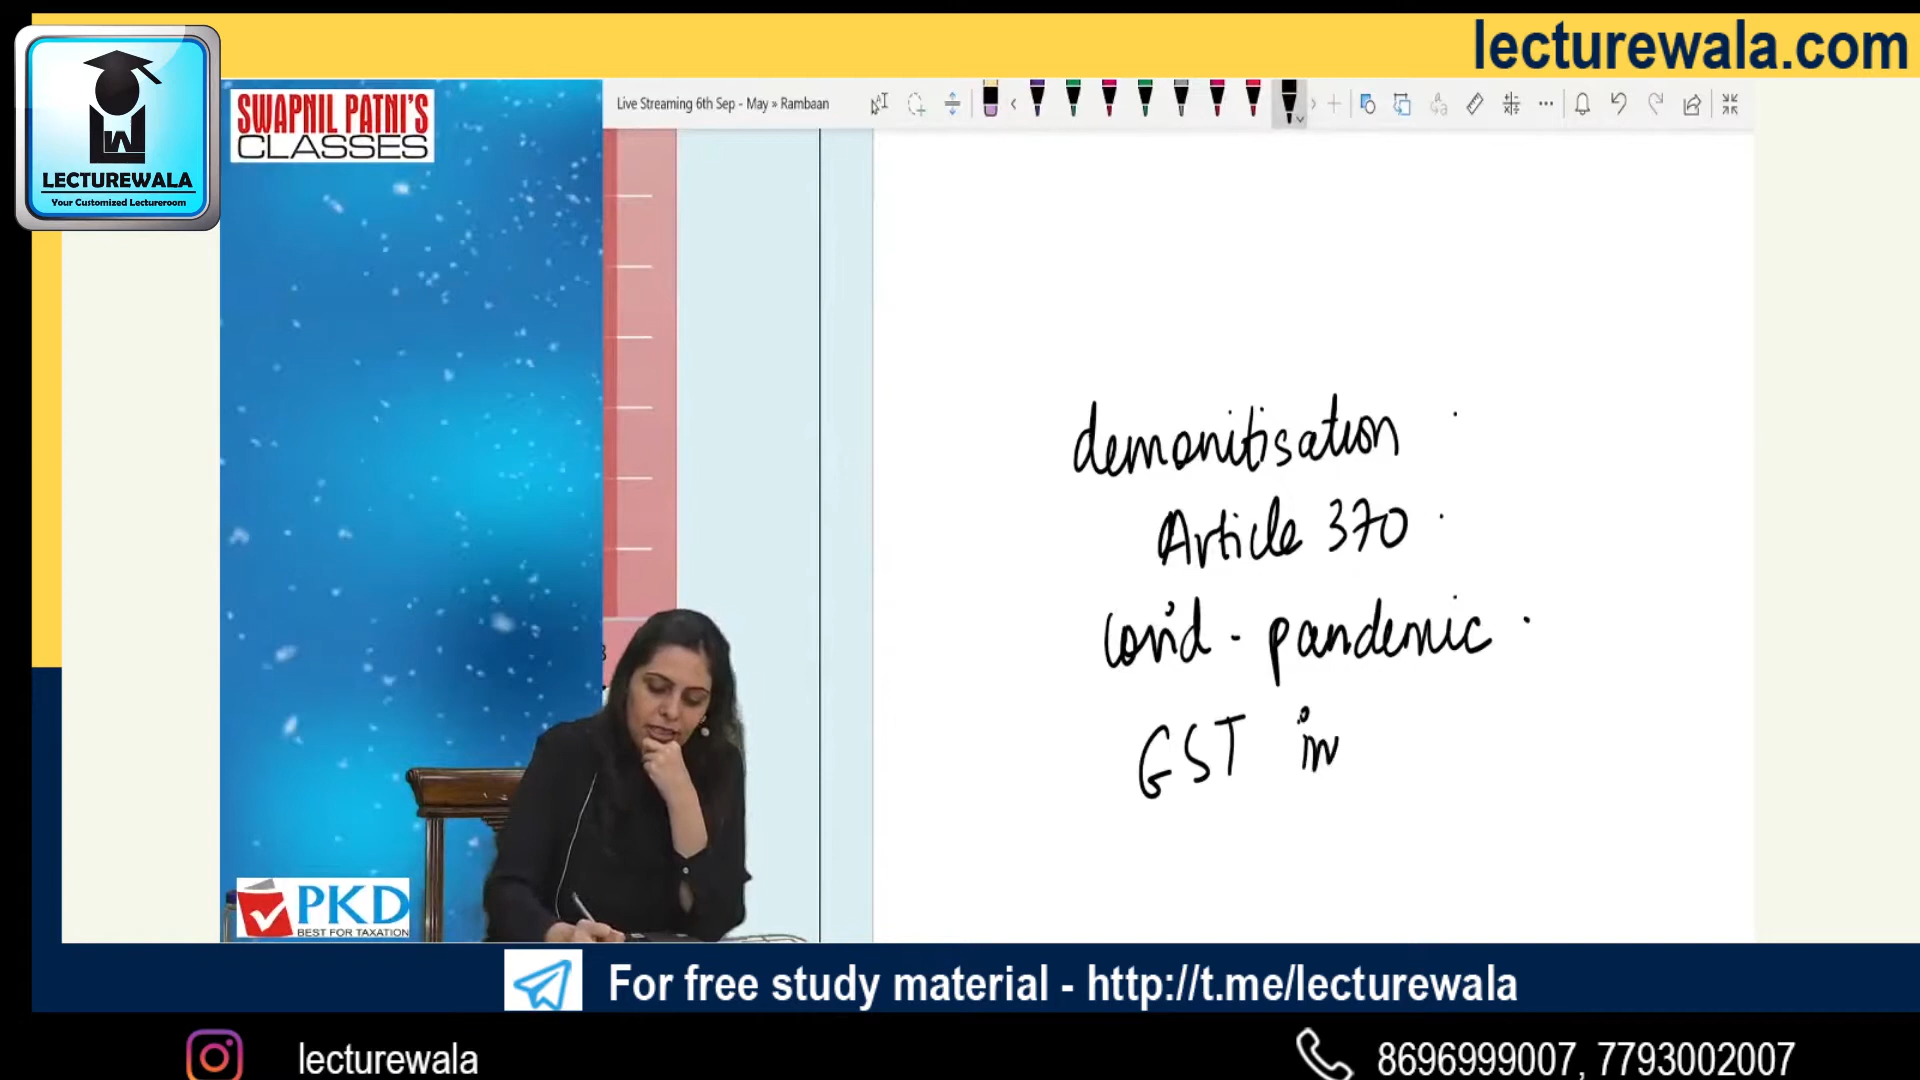 lecturewala.com
LW
LECTUREWALA
Your Customized Lectureroom
SWAPNIL PATNI'S
CLASSES
Live Streaming 6th Sep - May » Rambaan
demonitisation
Article 370
Covid - pandemic
GST in
PKD
BEST FOR TAXATION
For free study material - http://t.me/lecturewala
lecturewala
8696999007, 7793002007